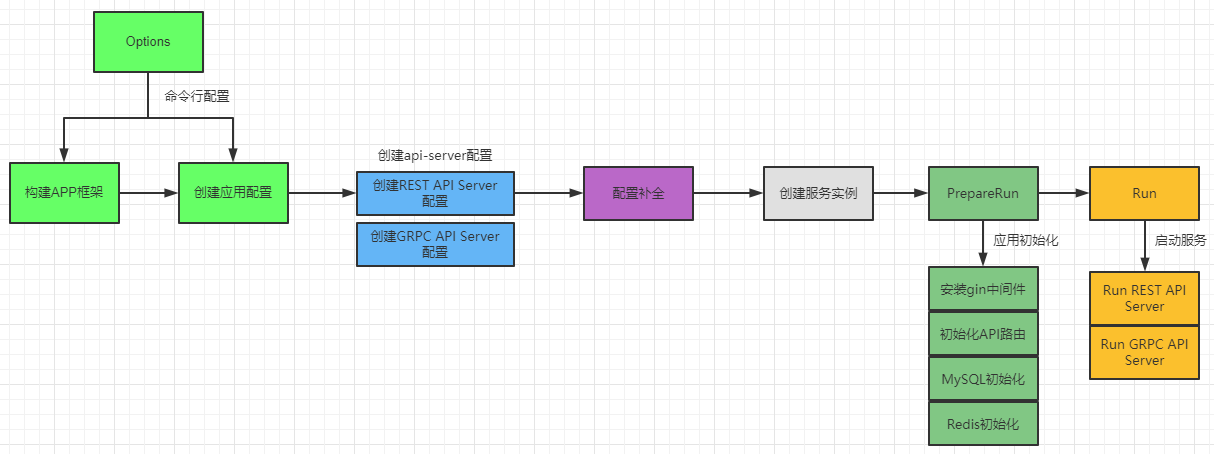 Options
命令行配置
构建APP框架
创建应用配置
创建api-server配置
创建REST API Server
配置
创建GRPC API Server
配置
配置补全
创建服务实例
PrepareRun
Run
应用初始化
启动服务
安装gin中间件
初始化API路由
MySQL初始化
Redis初始化
Run REST API
Server
Run GRPC API
Server